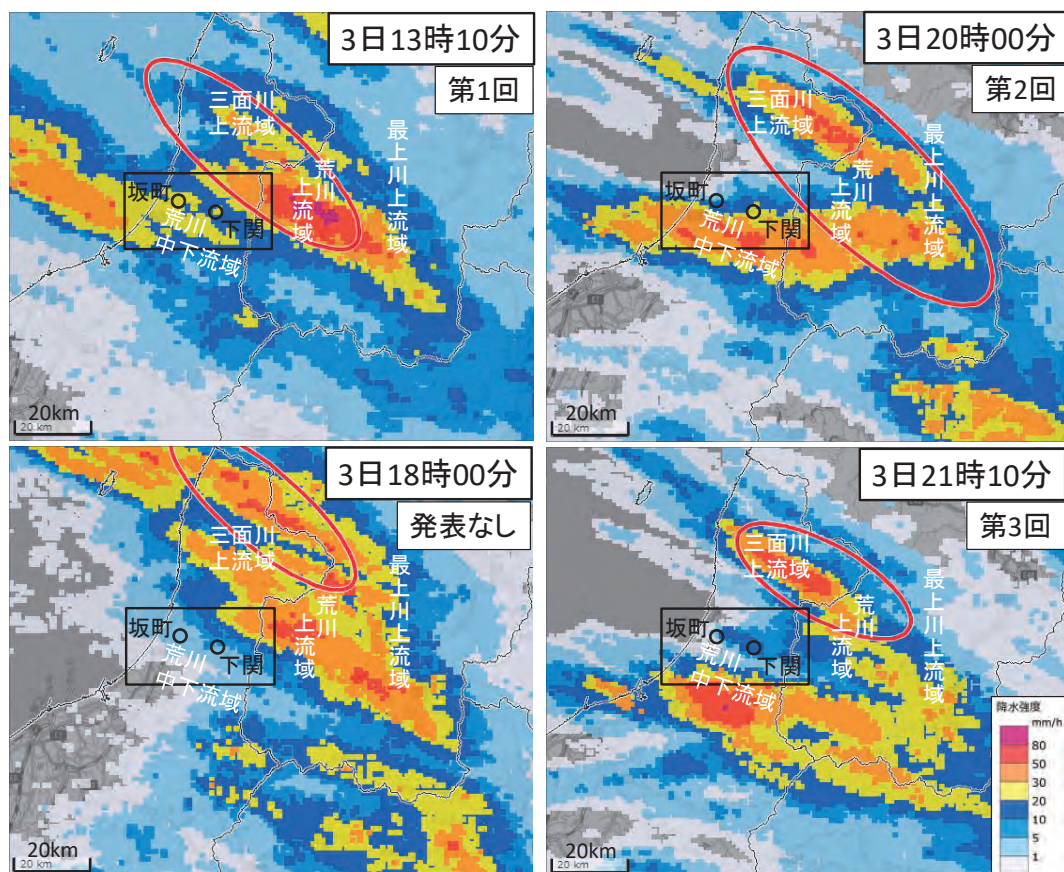 3日13時10分
第1回
三面川
上流域
最上川上流域
荒川
上流域
坂町
下関
荒川
中下流域
20km
20 km
3日20時00分
第2回
三面川
上流域
最上川上流域
荒川
上流域
坂町
下関
荒川
中下流域
20km
20 km
3日18時00分
発表なし
三面川
上流域
最上川上流域
荒川
上流域
坂町
下関
荒川
中下流域
20km
20 km
3日21時10分
第3回
三面川
上流域
最上川上流域
荒川
上流域
坂町
下関
荒川
中下流域
20km
20 km
降水強度
mm/h
80
50
30
20
10
5
1